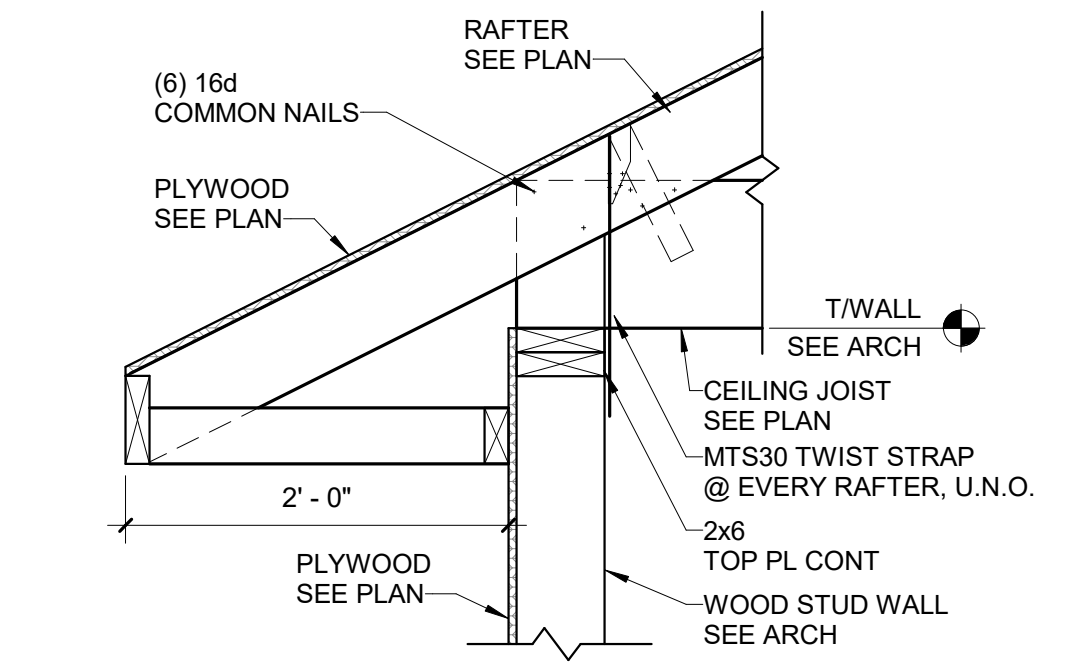 RAFTER
SEE PLAN
(6) 16d
COMMON NAILS
PLYWOOD
SEE PLAN
T/WALL
SEE ARCH
CEILING JOIST
SEE PLAN
MTS30 TWIST STRAP
@ EVERY RAFTER, U.N.O.
2' - 0"
2x6
TOP PL CONT
PLYWOOD
SEE PLAN
WOOD STUD WALL
SEE ARCH